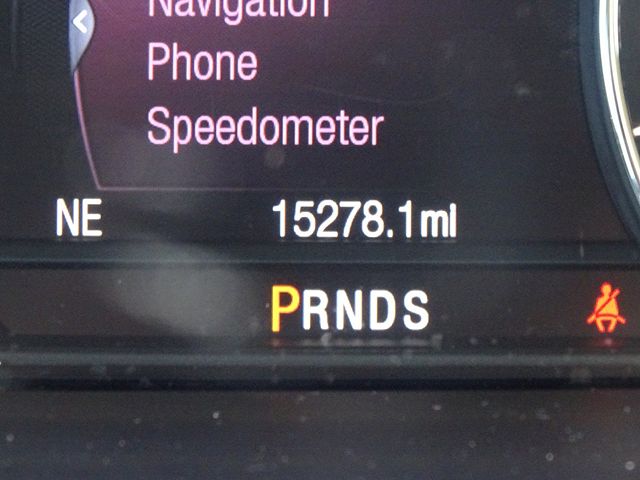 Navigation
Phone
Speedometer
NE 15278.1mi
PRNDS